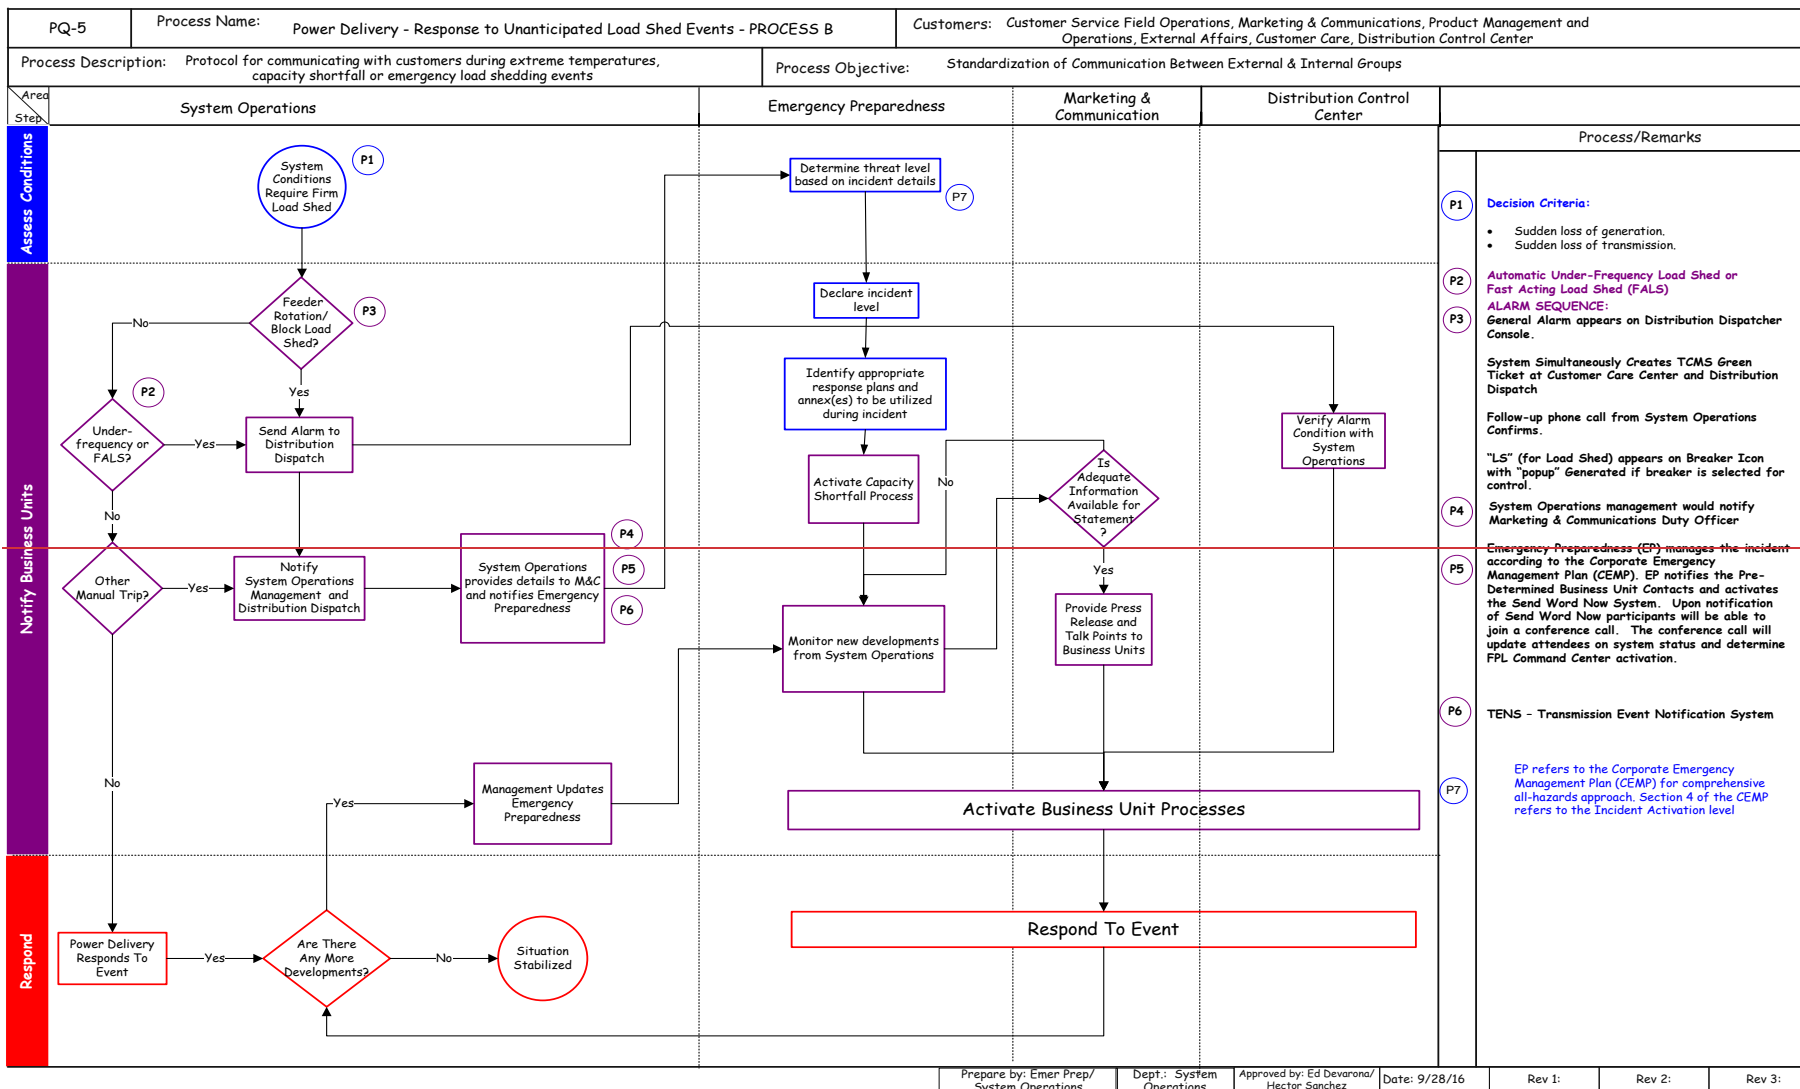 PQ-5
Process Name:
Power Delivery - Response to Unanticipated Load Shed Events - PROCESS B
Customers:
Customer Service Field Operations, Marketing & Communications, Product Management and
Operations, External Affairs, Customer Care, Distribution Control Center
Process Description:
Protocol for communicating with customers during extreme temperatures,
capacity shortfall or emergency load shedding events
Process Objective:
Standardization of Communication Between External & Internal Groups
Area
Step
System Operations
Emergency Preparedness
Marketing &
Communication
Distribution Control
Center
Process/Remarks
Assess Conditions
System
Conditions
Require Firm
Load Shed
P1
Determine threat level
based on incident details
P7
Notify Business Units
Feeder
Rotation/
Block Load
Shed?
P3
No
Yes
P2
Under-
frequency or
FALS?
Yes
Send Alarm to
Distribution
Dispatch
No
Other
Manual Trip?
Yes
Notify
System Operations
Management and
Distribution Dispatch
System Operations
provides details to M&C
and notifies Emergency
Preparedness
P4
P5
P6
No
Declare incident
level
Identify appropriate
response plans and
annex(es) to be utilized
during incident
Activate Capacity
Shortfall Process
No
Is
Adequate
Information
Available for
Statement
?
Yes
Verify Alarm
Condition with
System
Operations
Monitor new developments
from System Operations
Provide Press
Release and
Talk Points to
Business Units
Yes
Management Updates
Emergency
Preparedness
Activate Business Unit Processes
Respond
Power Delivery
Responds To
Event
Yes
Are There
Any More
Developments?
No
Situation
Stabilized
Respond To Event
P1
Decision Criteria:
• Sudden loss of generation.
• Sudden loss of transmission.
P2
Automatic Under-Frequency Load Shed or
Fast Acting Load Shed (FALS)
ALARM SEQUENCE:
P3
General Alarm appears on Distribution Dispatcher
Console.
System Simultaneously Creates TCMS Green
Ticket at Customer Care Center and Distribution
Dispatch
Follow-up phone call from System Operations
Confirms.
“LS” (for Load Shed) appears on Breaker Icon
with “popup” Generated if breaker is selected for
control.
P4
System Operations management would notify
Marketing & Communications Duty Officer
P5
Emergency Preparedness (EP) manages the incident
according to the Corporate Emergency
Management Plan (CEMP). EP notifies the Pre-
Determined Business Unit Contacts and activates
the Send Word Now System. Upon notification
of Send Word Now participants will be able to
join a conference call. The conference call will
update attendees on system status and determine
FPL Command Center activation.
P6
TENS – Transmission Event Notification System
P7
EP refers to the Corporate Emergency
Management Plan (CEMP) for comprehensive
all-hazards approach. Section 4 of the CEMP
refers to the Incident Activation level
Prepare by: Emer Prep/
System Operations
Dept.: System
Operations
Approved by: Ed Devarona/
Hector Sanchez
Date: 9/28/16
Rev 1:
Rev 2:
Rev 3: